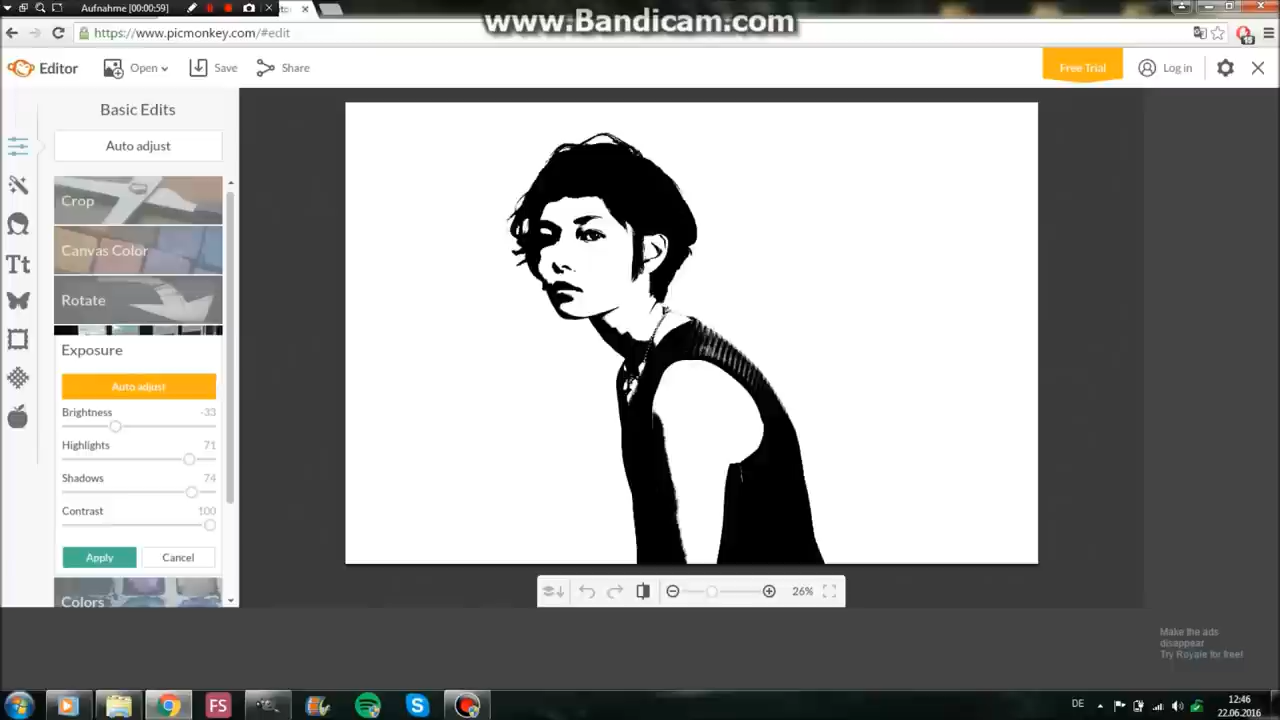 www.Bandicam.com
Aufnahme [00:00:59]
https://www.picmonkey.com/#edit
15
Editor
Open
Save
Share
Free Trial
Log in
Basic Edits
Auto adjust
Crop
Canvas Color
Rotate
Exposure
Auto adjust
Brightness -33
Highlights 71
Shadows 74
Contrast 100
Apply
Cancel
Colors
Tt
26%
Make the ads
disappear
Try Royale for free!
FS
DE
12:46
22.06.2016